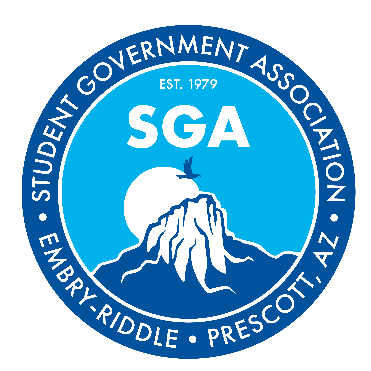 STUDENT GOVERNMENT ASSOCIATION
EST. 1979
SGA
• EMBRY-RIDDLE • PRESCOTT, AZ •